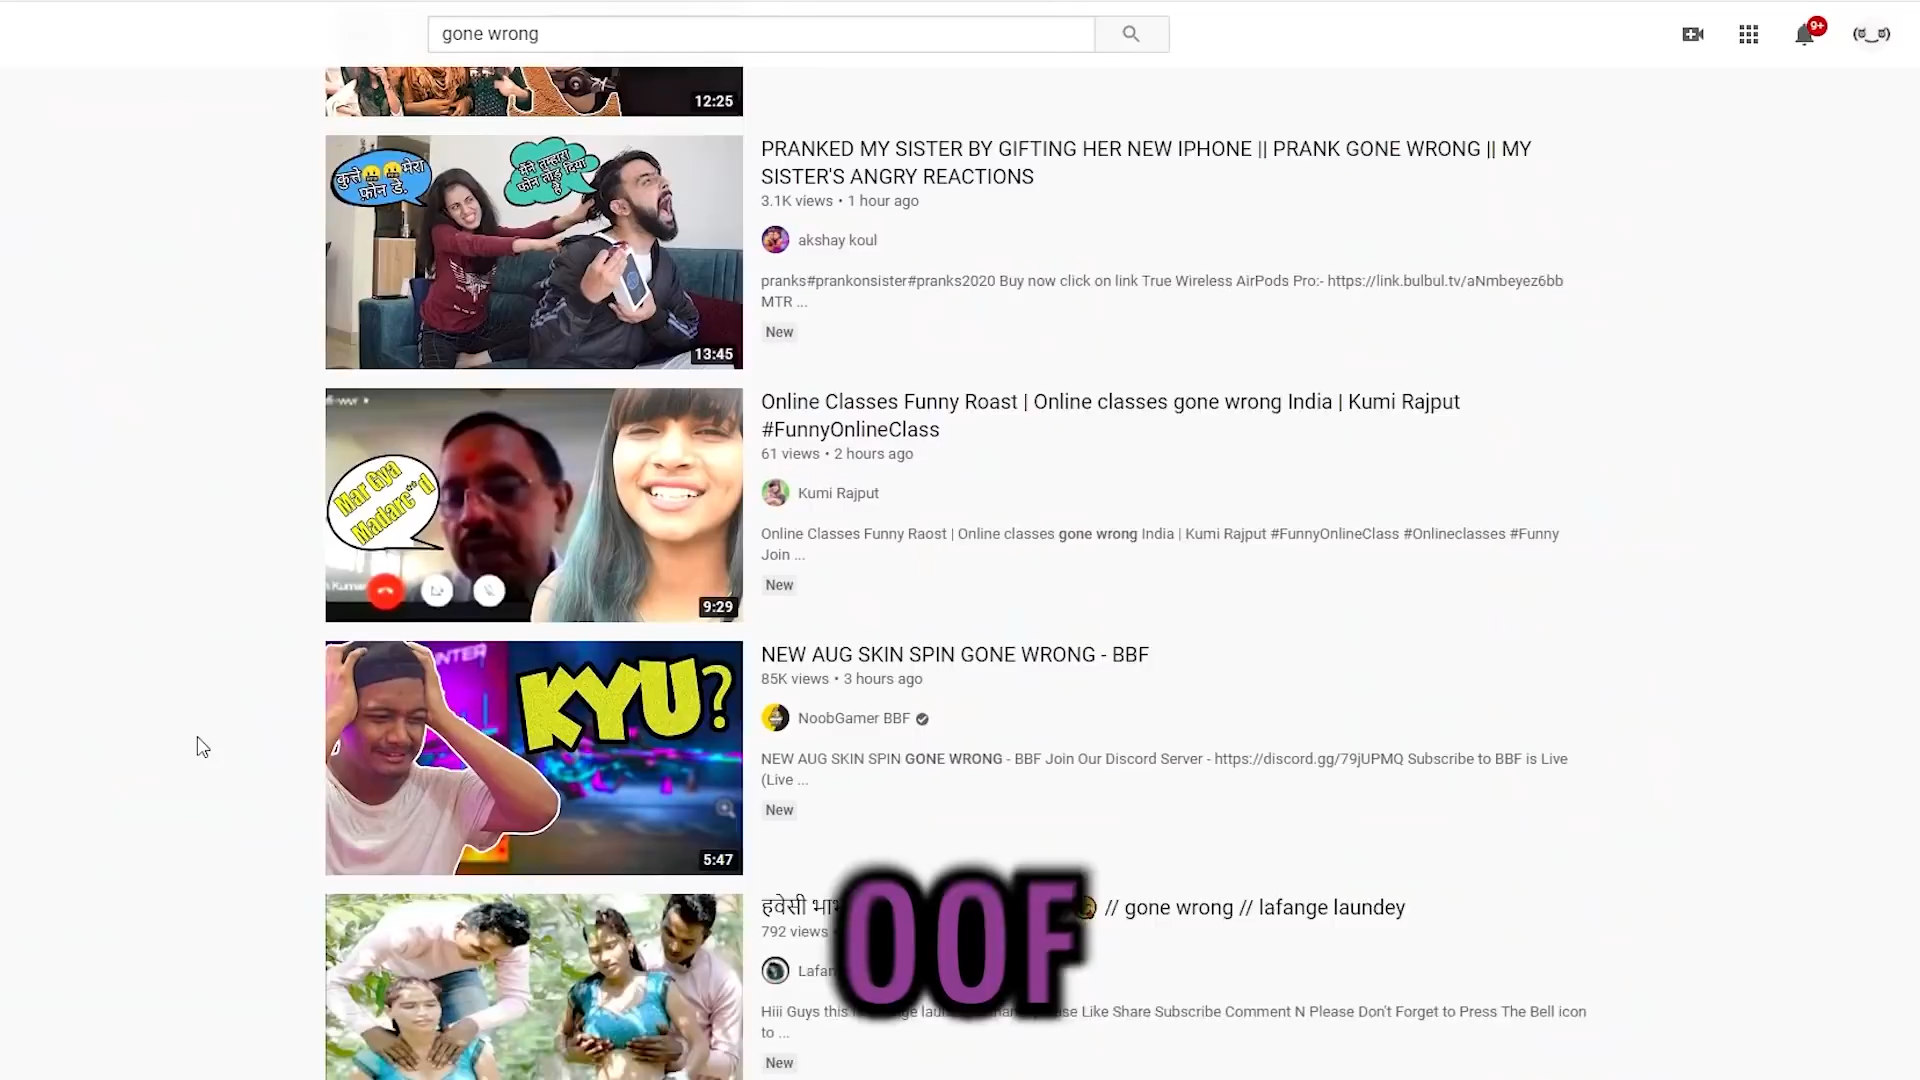 gone wrong
9+
12:25
कुत्ते🤬🤬मेरा
फ़ोन दे.
मैंने तुम्हारा
फोन तोड़ दिया
है
13:45
PRANKED MY SISTER BY GIFTING HER NEW IPHONE || PRANK GONE WRONG || MY
SISTER'S ANGRY REACTIONS
3.1K views • 1 hour ago
akshay koul
pranks#prankonsister#pranks2020 Buy now click on link True Wireless AirPods Pro:- https://link.bulbul.tv/aNmbeyez6bb
MTR ...
New
Mar Gya
Madarc**d
9:29
Online Classes Funny Roast | Online classes gone wrong India | Kumi Rajput
#FunnyOnlineClass
61 views • 2 hours ago
Kumi Rajput
Online Classes Funny Raost | Online classes gone wrong India | Kumi Rajput #FunnyOnlineClass #Onlineclasses #Funny
Join ...
New
KYU?
5:47
NEW AUG SKIN SPIN GONE WRONG - BBF
85K views • 3 hours ago
NoobGamer BBF
NEW AUG SKIN SPIN GONE WRONG - BBF Join Our Discord Server - https://discord.gg/79jUPMQ Subscribe to BBF is Live
(Live ...
New
हवेसी // gone wrong // lafange laundey
792 views
OOF
Hiii Guys this Like Share Subscribe Comment N Please Don't Forget to Press The Bell icon
to ...
New